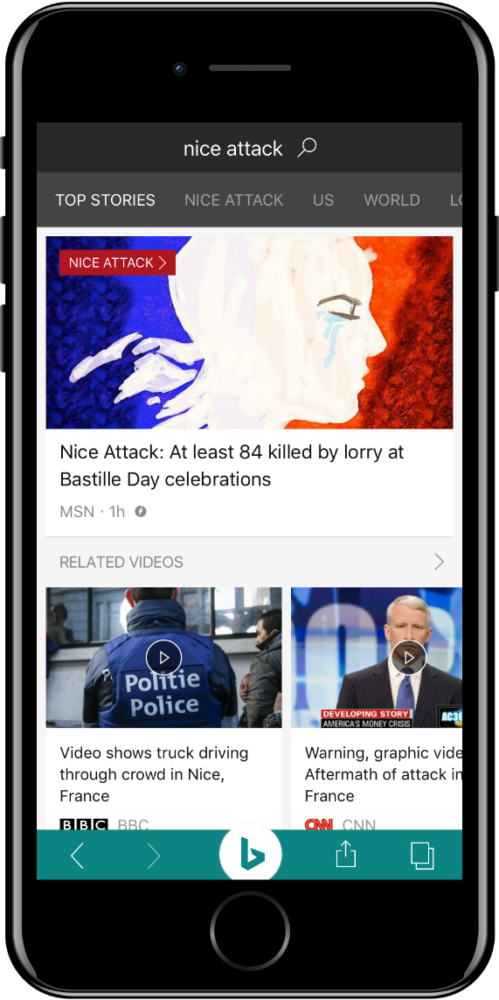 nice attack
TOP STORIES NICE ATTACK US WORLD
NICE ATTACK
Nice Attack: At least 84 killed by lorry at
Bastille Day celebrations
MSN · 1h
RELATED VIDEOS
Politie
Police
DEVELOPING STORY
AMERICA'S MONEY CRISIS
AC36
Video shows truck driving
through crowd in Nice,
France
BBC BBC
Warning, graphic vide
Aftermath of attack in
France
CNN CNN